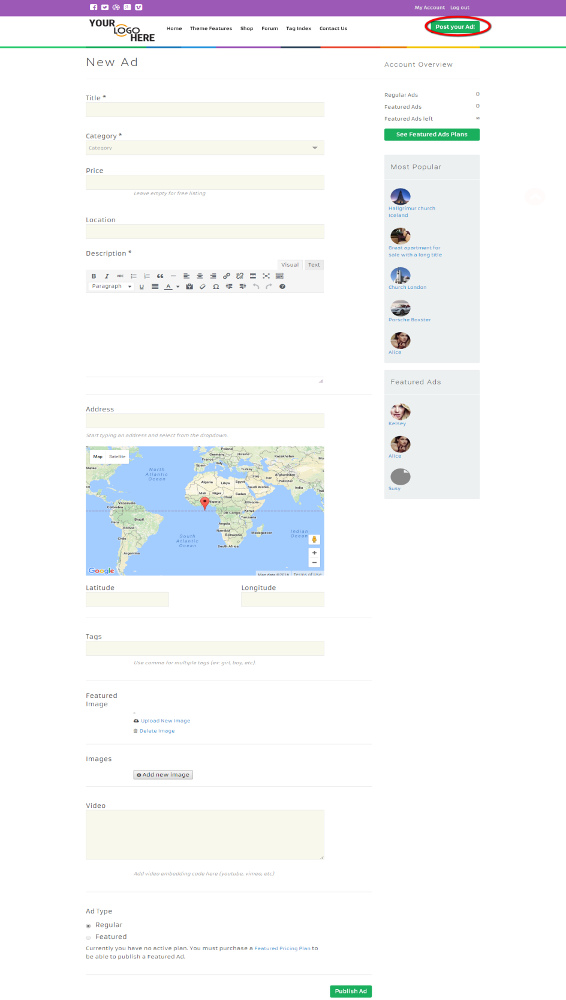 My Account Log out
YOUR
LOGO
HERE
Home Theme Features Shop Forum Tag Index Contact Us
Post your Ad!
New Ad
Title *
Category *
Category
Price
Leave empty for free listing
Location
Description *
Visual Text
B I ABC
Paragraph U A Ω
Address
Start typing an address and select from the dropdown.
Map Satellite
Poland
Germany Ukraine
France Kazakhstan
Mo
Spain Italy
Turkey
States
North
Atlantic
Ocean
Iraq Iran Afghanistan
Pakistan
Algeria Libya Egypt
Saudi Arabia India
Thai
Mali Niger
Chad Sudan
Nigeria Ethiopia
Venezuela
Colombia
DR Congo Kenya
Tanzania
Brazil
Peru
Bolivia
Angola
Namibia
Botswana Madagascar
Indian
Ocean
Chile
South
Atlantic
Ocean
South Africa
Argentina
Google
Map data ©2016 Terms of Use
Latitude Longitude
Tags
Use comma for multiple tags (ex: girl, boy, etc).
Featured
Image
Upload New Image
Delete Image
Images
Add new image
Video
Add video embedding code here (youtube, vimeo, etc)
Ad Type
Regular
Featured
Currently you have no active plan. You must purchase a Featured Pricing Plan to
be able to publish a Featured Ad.
Publish Ad
Account Overview
Regular Ads 0
Featured Ads 0
Featured Ads left ∞
See Featured Ads Plans
Most Popular
Hallgrimur church
Iceland
Great apartment for
sale with a long title
Church London
Porsche Boxster
Alice
Featured Ads
Kelsey
Alice
Susy